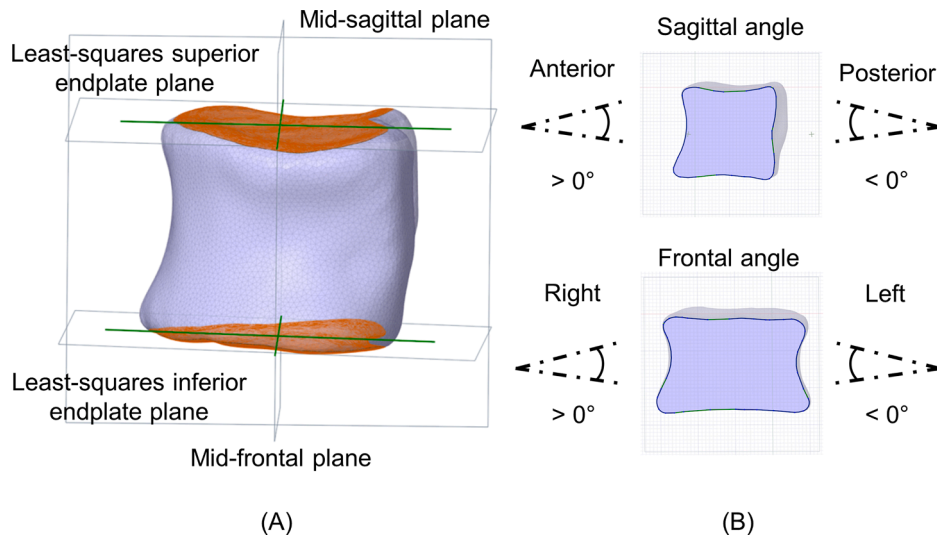 Mid-sagittal plane
Least-squares superior
endplate plane
Least-squares inferior
endplate plane
Mid-frontal plane
(A)
Sagittal angle
Anterior
Posterior
> 0°
< 0°
Frontal angle
Right
Left
> 0°
< 0°
(B)